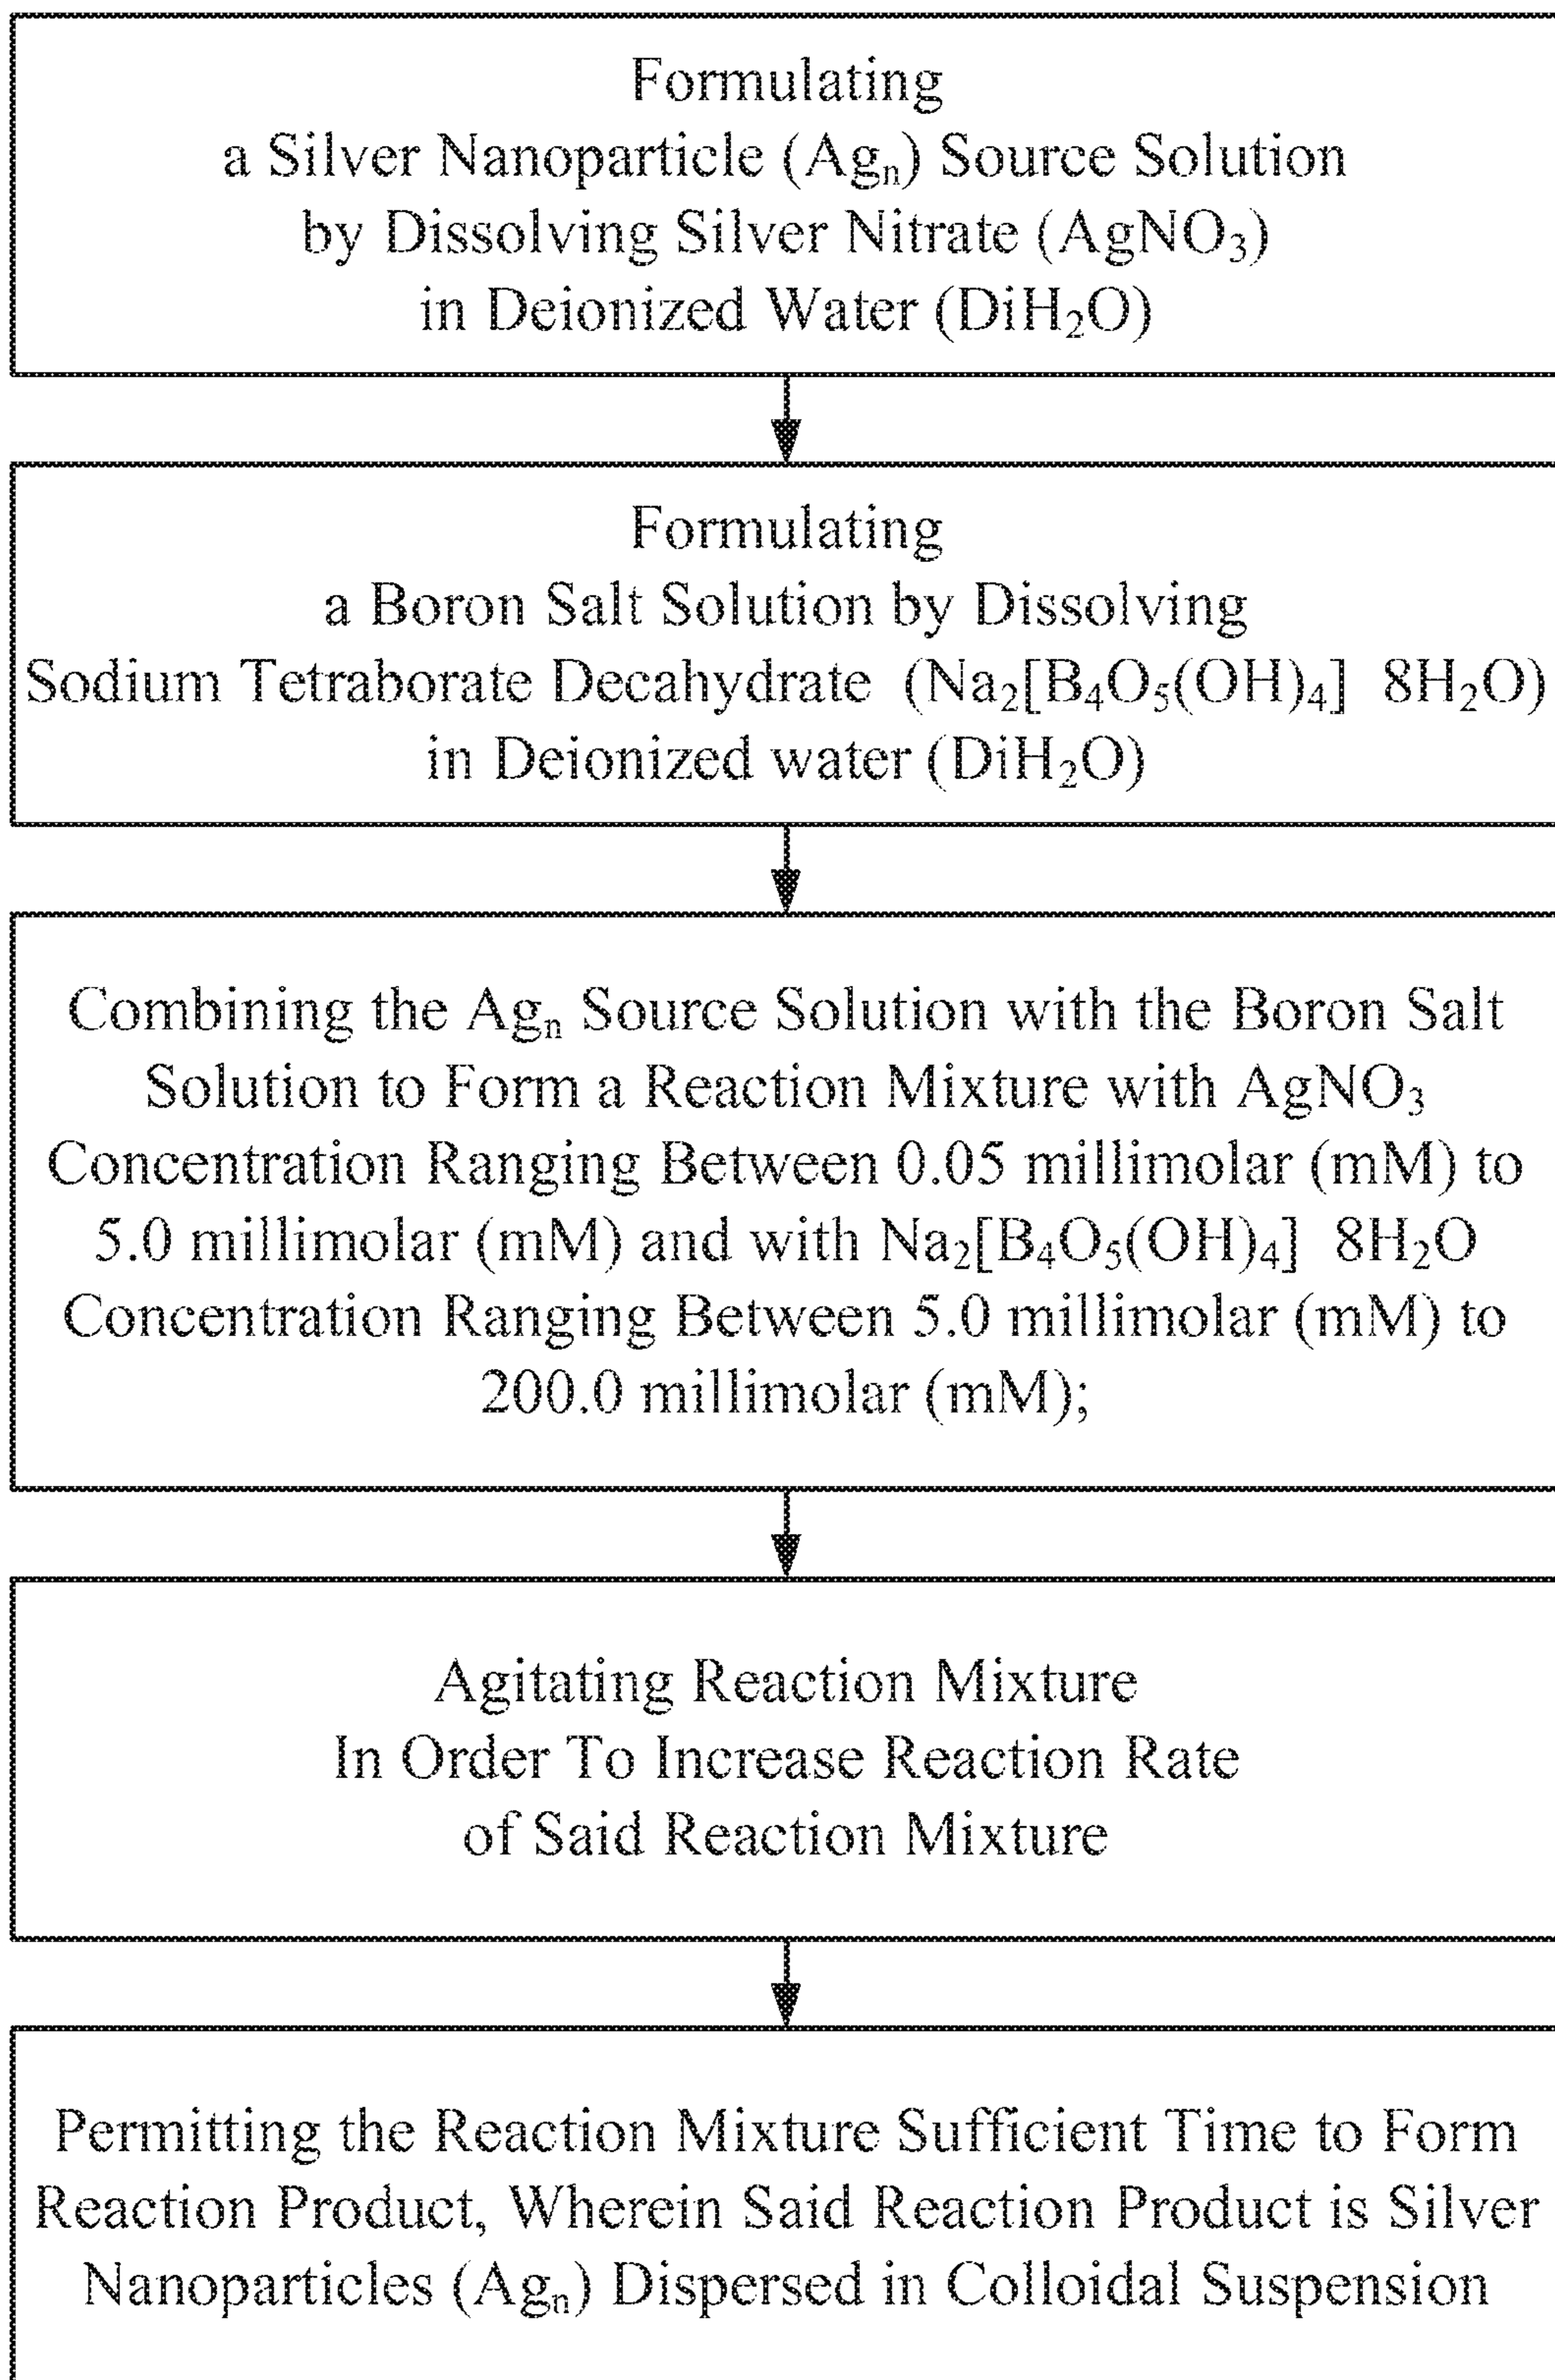 Formulating
a Silver Nanoparticle (Agₙ) Source Solution
by Dissolving Silver Nitrate (AgNO₃)
in Deionized Water (DiH₂O)
Formulating
a Boron Salt Solution by Dissolving
Sodium Tetraborate Decahydrate (Na₂[B₄O₅(OH)₄] 8H₂O)
in Deionized water (DiH₂O)
Combining the Agₙ Source Solution with the Boron Salt
Solution to Form a Reaction Mixture with AgNO₃
Concentration Ranging Between 0.05 millimolar (mM) to
5.0 millimolar (mM) and with Na₂[B₄O₅(OH)₄] 8H₂O
Concentration Ranging Between 5.0 millimolar (mM) to
200.0 millimolar (mM);
Agitating Reaction Mixture
In Order To Increase Reaction Rate
of Said Reaction Mixture
Permitting the Reaction Mixture Sufficient Time to Form
Reaction Product, Wherein Said Reaction Product is Silver
Nanoparticles (Agₙ) Dispersed in Colloidal Suspension